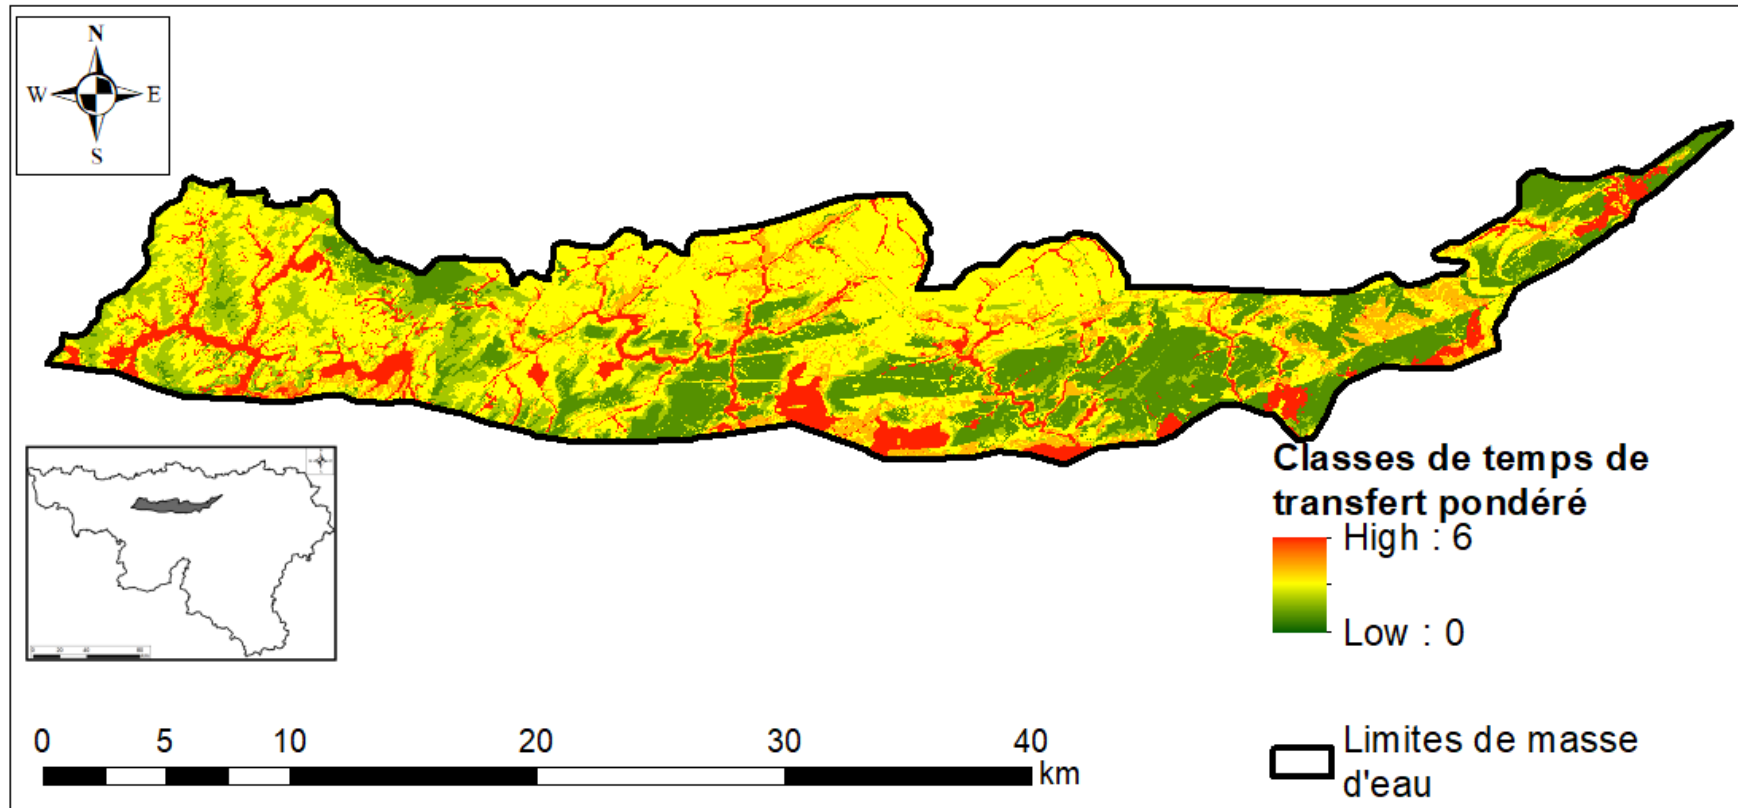 N
W E
S
Classes de temps de
transfert pondéré
High : 6
Low : 0
0 5 10 20 30 40
km
Limites de masse
d'eau